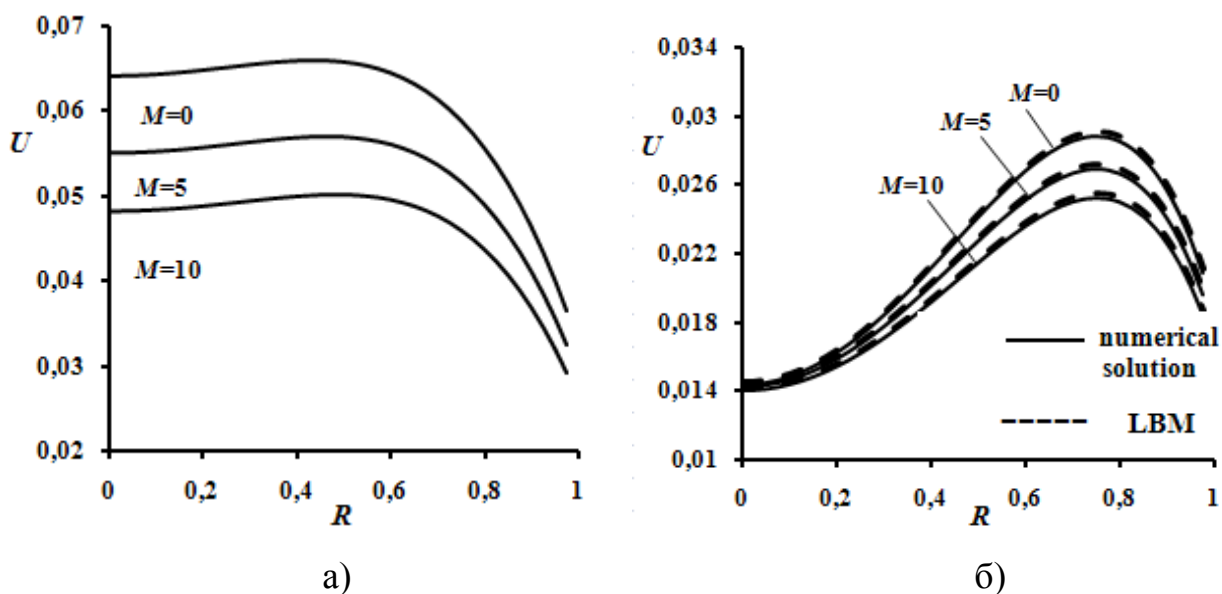 0,07
0,06
0,05
0,04
0,03
0,02
U
M=0
M=5
M=10
0
0,2
0,4
0,6
0,8
1
R
а)
0,034
0,03
0,026
0,022
0,018
0,014
0,01
U
M=0
M=5
M=10
numerical
solution
LBM
0
0,2
0,4
0,6
0,8
1
R
б)